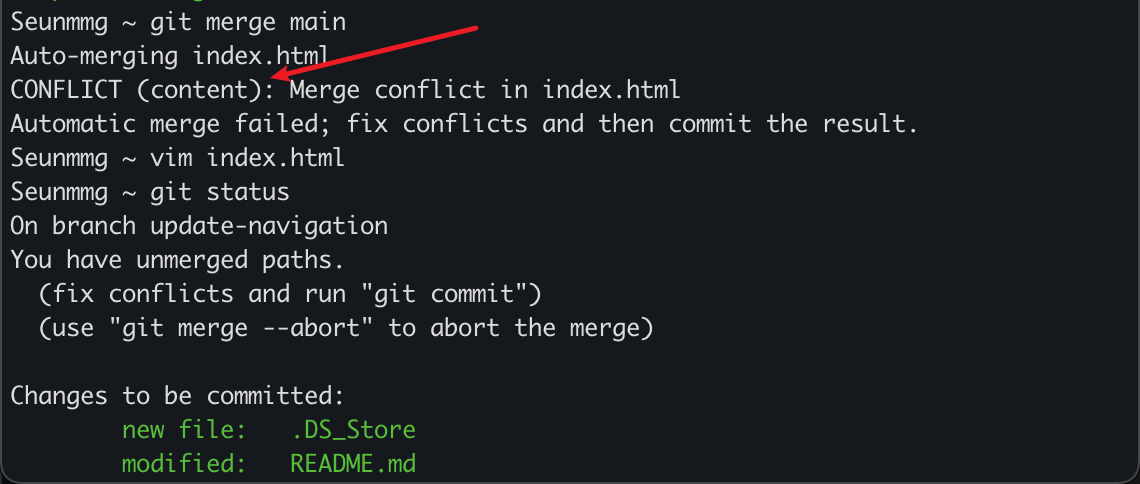 Seunmmg ~ git merge main
Auto-merging index.html
CONFLICT (content): Merge conflict in index.html
Automatic merge failed; fix conflicts and then commit the result.
Seunmmg ~ vim index.html
Seunmmg ~ git status
On branch update-navigation
You have unmerged paths.
  (fix conflicts and run "git commit")
  (use "git merge --abort" to abort the merge)

Changes to be committed:
        new file:   .DS_Store
        modified:   README.md